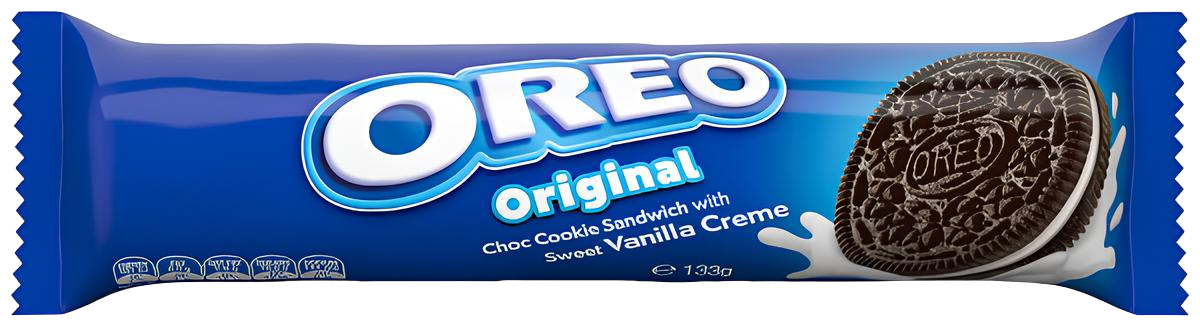 OREO
Original
Choc Cookie Sandwich with
Sweet Vanilla Creme
℮ 133g
OREO